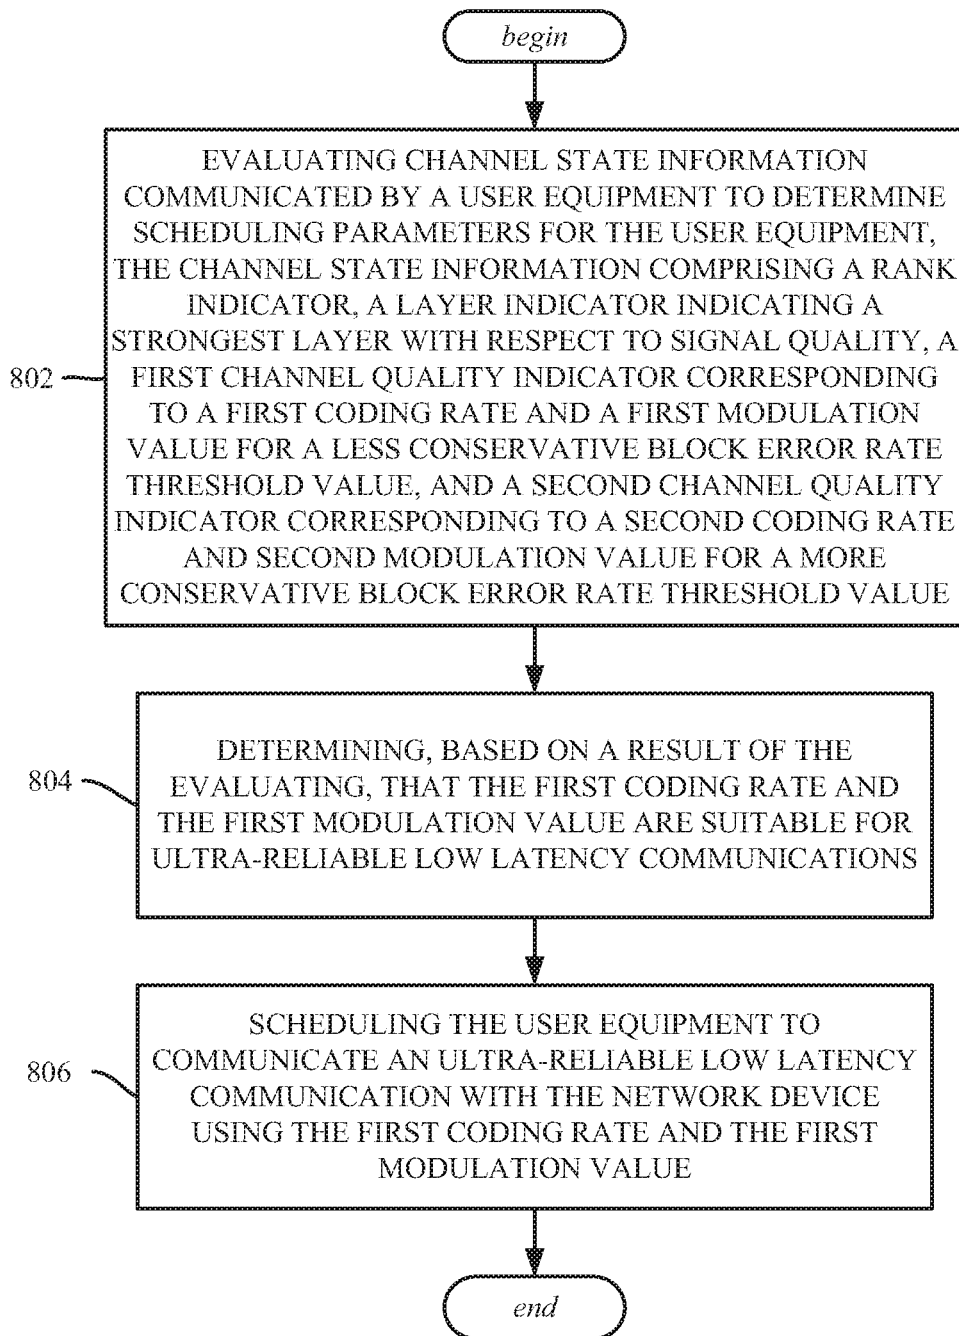 begin
EVALUATING CHANNEL STATE INFORMATION
COMMUNICATED BY A USER EQUIPMENT TO DETERMINE
SCHEDULING PARAMETERS FOR THE USER EQUIPMENT,
THE CHANNEL STATE INFORMATION COMPRISING A RANK
INDICATOR, A LAYER INDICATOR INDICATING A
STRONGEST LAYER WITH RESPECT TO SIGNAL QUALITY, A
802
FIRST CHANNEL QUALITY INDICATOR CORRESPONDING
TO A FIRST CODING RATE AND A FIRST MODULATION
VALUE FOR A LESS CONSERVATIVE BLOCK ERROR RATE
THRESHOLD VALUE, AND A SECOND CHANNEL QUALITY
INDICATOR CORRESPONDING TO A SECOND CODING RATE
AND SECOND MODULATION VALUE FOR A MORE
CONSERVATIVE BLOCK ERROR RATE THRESHOLD VALUE
804
DETERMINING, BASED ON A RESULT OF THE
EVALUATING, THAT THE FIRST CODING RATE AND
THE FIRST MODULATION VALUE ARE SUITABLE FOR
ULTRA-RELIABLE LOW LATENCY COMMUNICATIONS
806
SCHEDULING THE USER EQUIPMENT TO
COMMUNICATE AN ULTRA-RELIABLE LOW LATENCY
COMMUNICATION WITH THE NETWORK DEVICE
USING THE FIRST CODING RATE AND THE FIRST
MODULATION VALUE
end